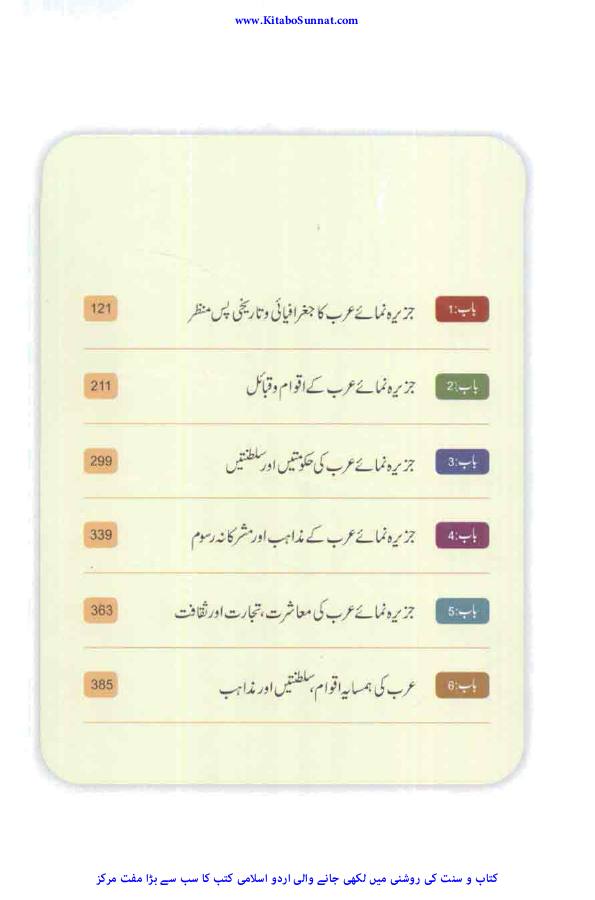 www.KitaboSunnat.com
باب:1 جزیرہ نمائے عرب کا جغرافیائی و تاریخی پس منظر 121
باب:2 جزیرہ نمائے عرب کے اقوام و قبائل 211
باب:3 جزیرہ نمائے عرب کی حکومتیں اور سلطنتیں 299
باب:4 جزیرہ نمائے عرب کے مذاہب اور مشرکانہ رسوم 339
باب:5 جزیرہ نمائے عرب کی معاشرت، تجارت اور ثقافت 363
باب:6 عرب کی ہمسایہ اقوام، سلطنتیں اور مذاہب 385
کتاب و سنت کی روشنی میں لکھی جانے والی اردو اسلامی کتب کا سب سے بڑا مفت مرکز